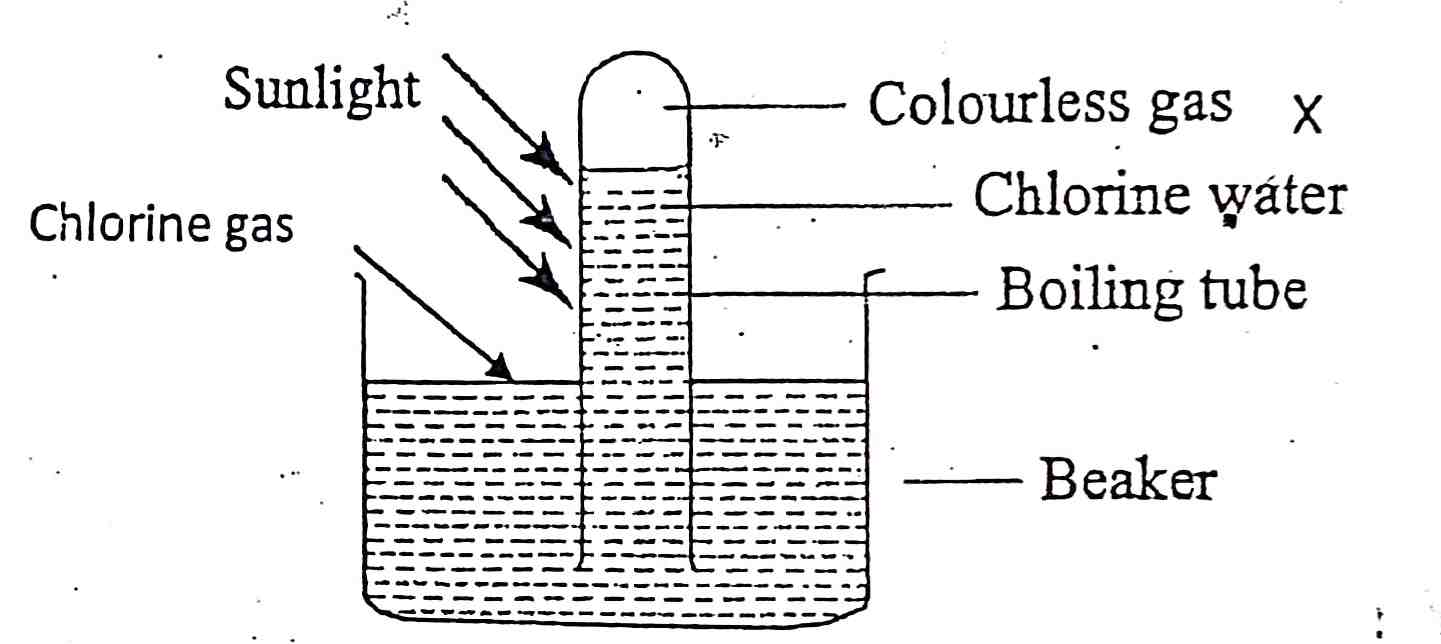 Sunlight
Colourless gas X
Chlorine water
Chlorine gas
Boiling tube
Beaker